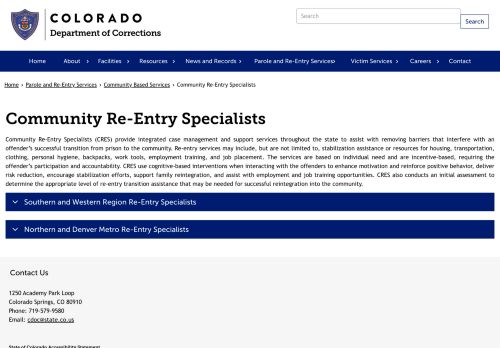 COLORADO
Department of Corrections
Search
Search
Home About Facilities Resources News and Records Parole and Re-Entry Services Victim Services Careers Contact
Home › Parole and Re-Entry Services › Community Based Services › Community Re-Entry Specialists
Community Re-Entry Specialists
Community Re-Entry Specialists (CRES) provide integrated case management and support services throughout the state to assist with removing barriers that interfere with an
offender's successful transition from prison to the community. Re-entry services may include, but are not limited to, stabilization assistance or resources for housing, transportation,
clothing, personal hygiene, backpacks, work tools, employment training, and job placement. The services are based on individual need and are incentive-based, requiring the
offender's participation and accountability. CRES use cognitive-based interventions when interacting with the offenders to enhance motivation and reinforce positive behavior, deliver
risk reduction, encourage stabilization efforts, support family reintegration, and assist with employment and job training opportunities. CRES also conducts an initial assessment to
determine the appropriate level of re-entry transition assistance that may be needed for successful reintegration into the community.
Southern and Western Region Re-Entry Specialists
Northern and Denver Metro Re-Entry Specialists
Contact Us
1250 Academy Park Loop
Colorado Springs, CO 80910
Phone: 719-579-9580
Email: cdoc@state.co.us
State of Colorado Accessibility Statement